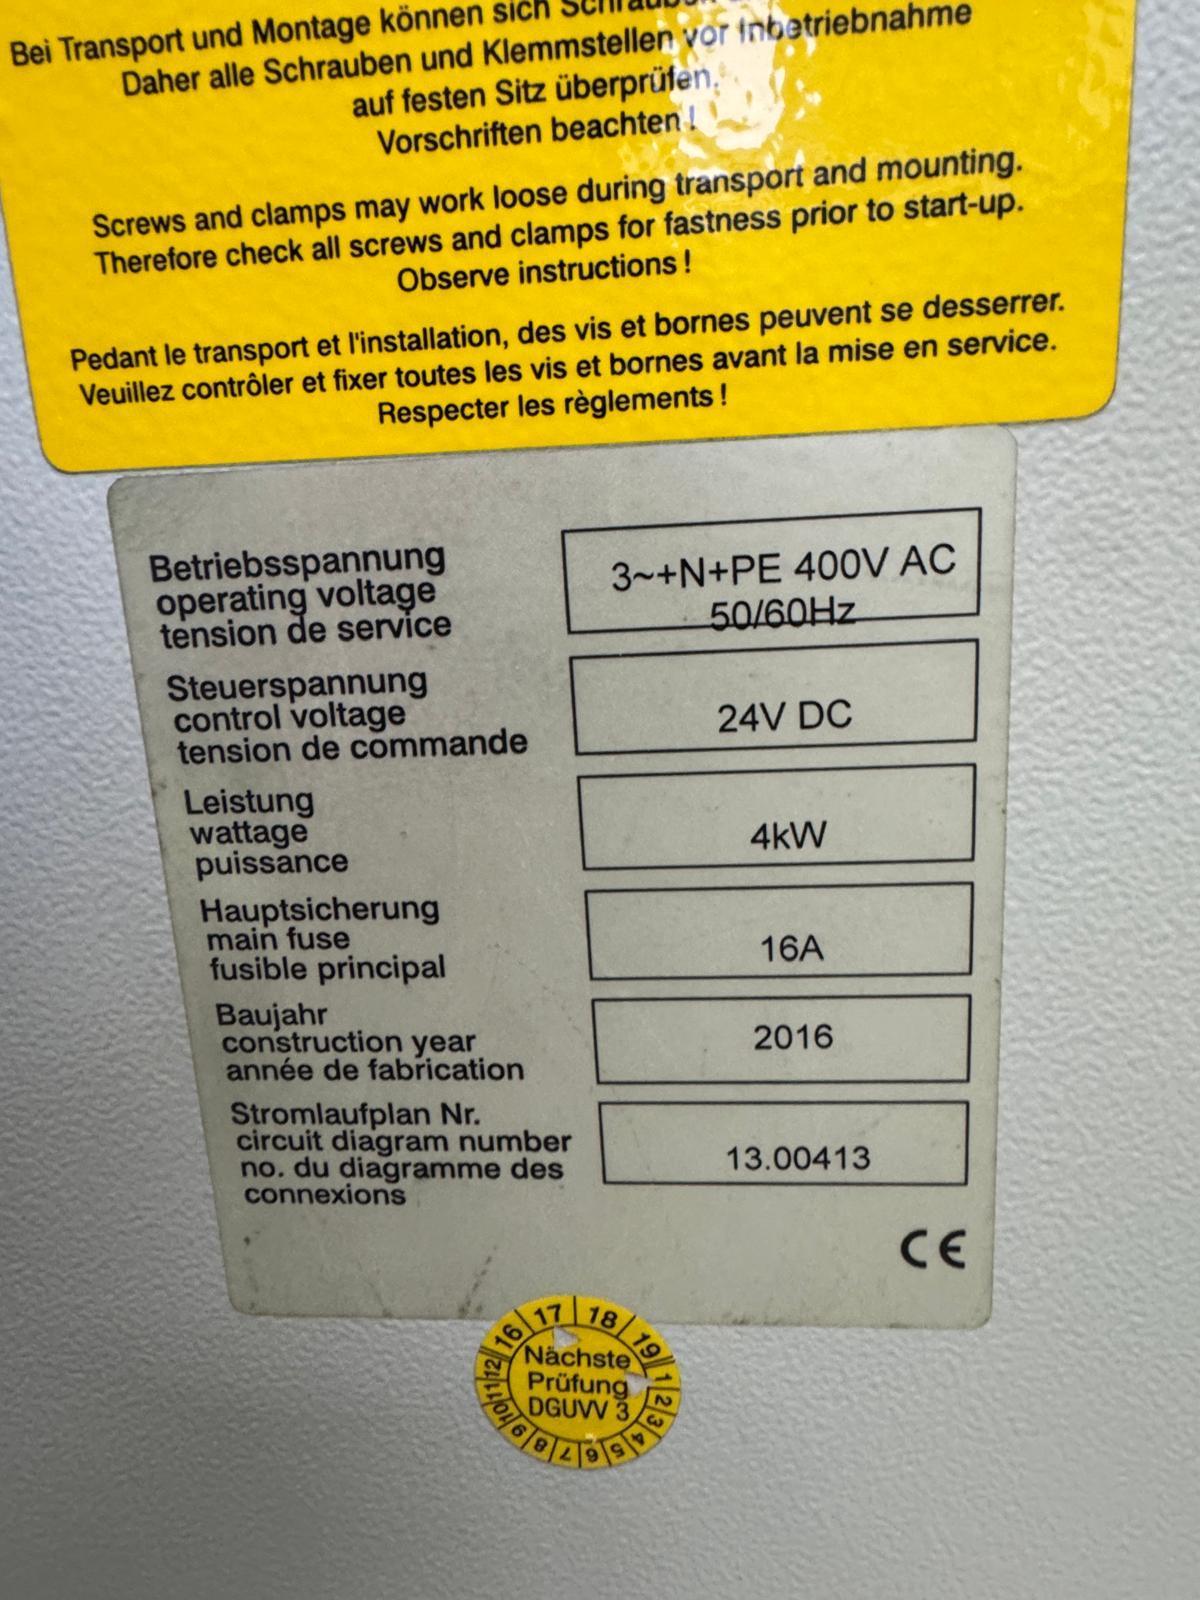 Bei Transport und Montage können sich
Daher alle Schrauben und Klemmstellen vor Inbetriebnahme
auf festen Sitz überprüfen.
Vorschriften beachten!
Screws and clamps may work loose during transport and mounting.
Therefore check all screws and clamps for fastness prior to start-up.
Observe instructions!
Pedant le transport et l'installation, des vis et bornes peuvent se desserrer.
Veuillez contrôler et fixer toutes les vis et bornes avant la mise en service.
Respecter les règlements!
Betriebsspannung
operating voltage
tension de service
3~+N+PE 400V AC
50/60Hz
Steuerspannung
control voltage
tension de commande
24V DC
Leistung
wattage
puissance
4kW
Hauptsicherung
main fuse
fusible principal
16A
Baujahr
construction year
année de fabrication
2016
Stromlaufplan Nr.
circuit diagram number
no. du diagramme des
connexions
13.00413
CE
16 17 18 19
Nächste
Prüfung
DGUVV 3
1 2 3 4 5 6 7 8 9 10 11 12